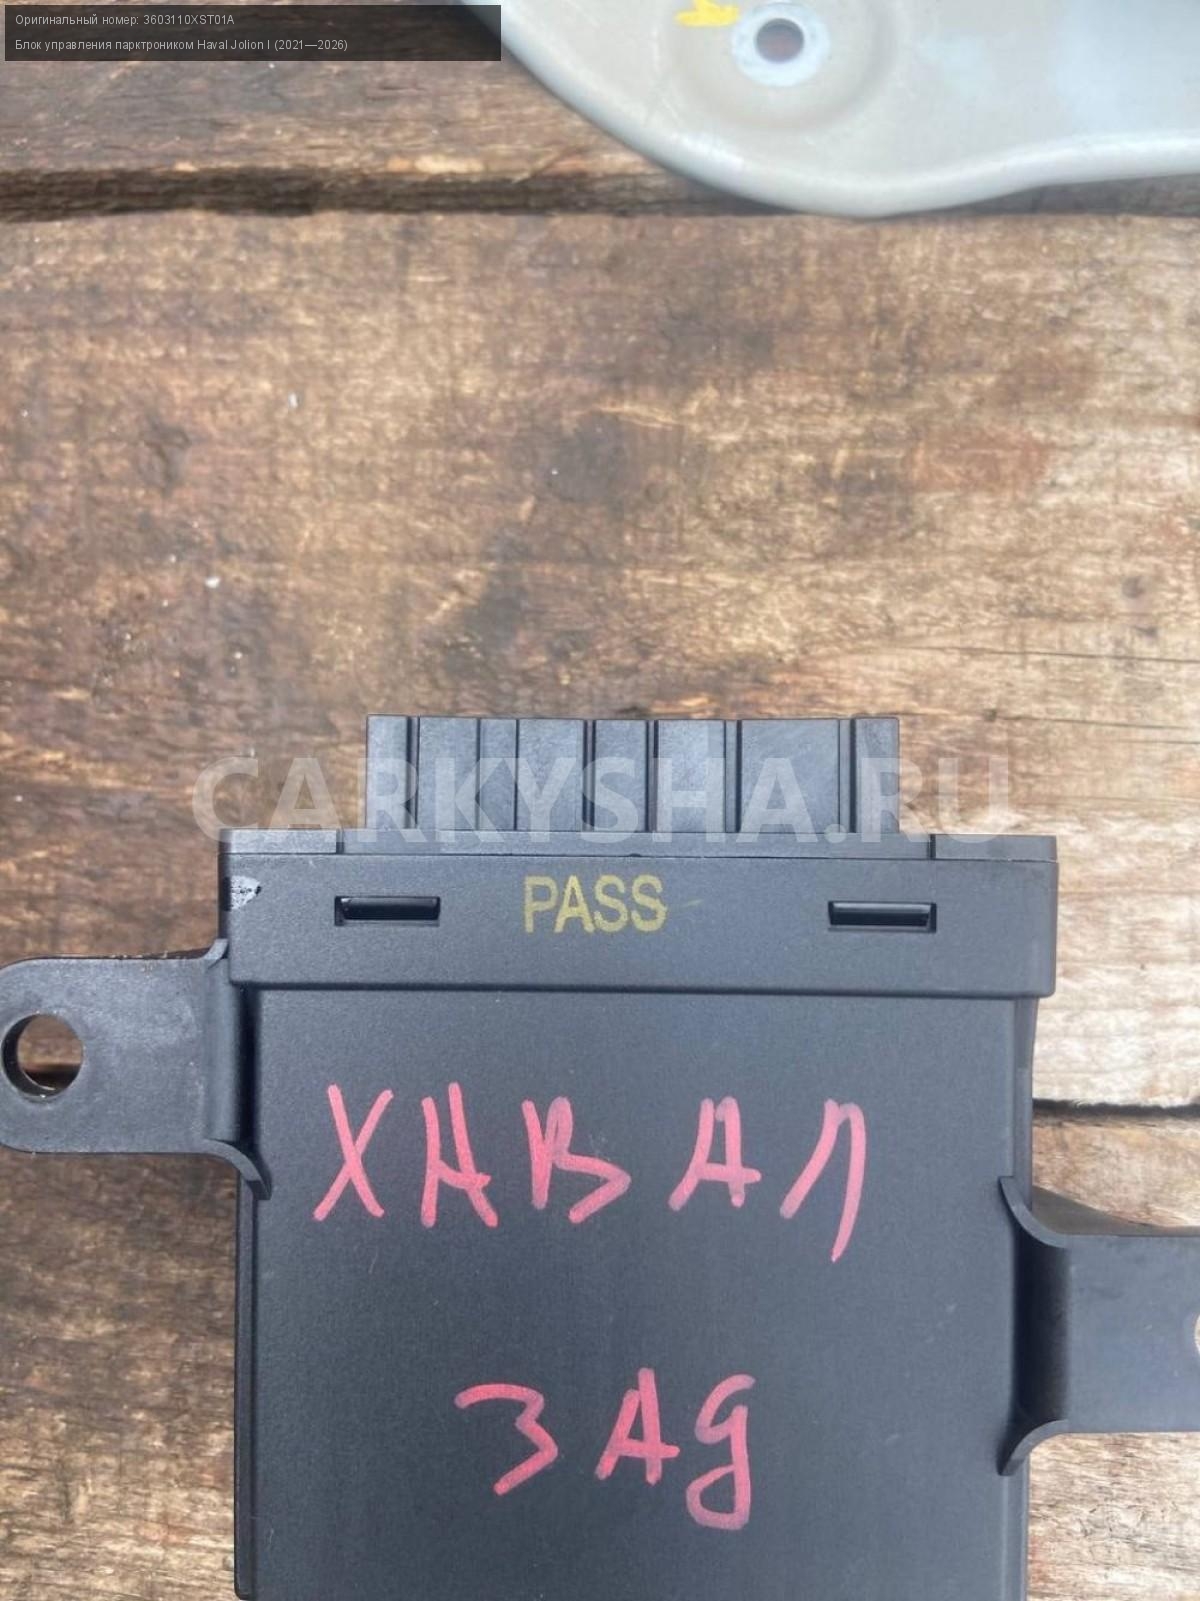 Оригинальный номер: 3603110XST01A
Блок управления парктроником Haval Jolion I (2021—2026)
CARKYSHA.RU
PASS
ХАВАЛ
ЗАД